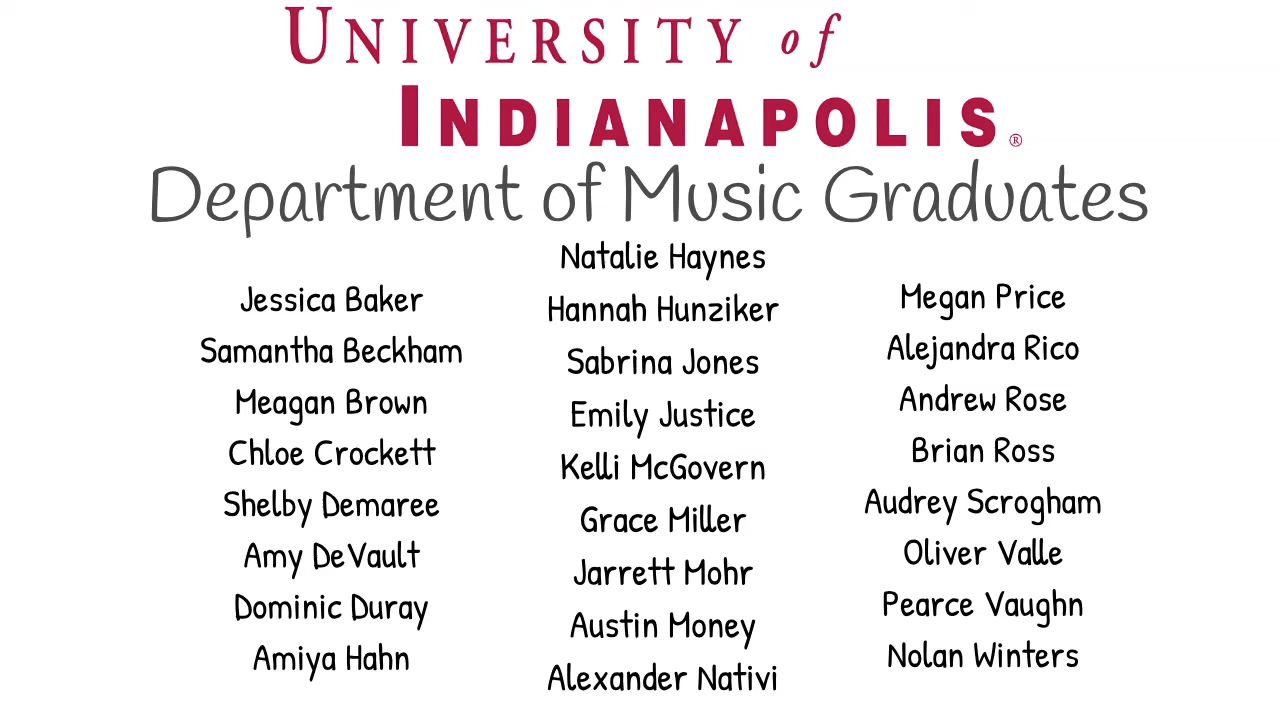 UNIVERSITY of
INDIANAPOLIS®
Department of Music Graduates
Jessica Baker
Samantha Beckham
Meagan Brown
Chloe Crockett
Shelby Demaree
Amy DeVault
Dominic Duray
Amiya Hahn
Natalie Haynes
Hannah Hunziker
Sabrina Jones
Emily Justice
Kelli McGovern
Grace Miller
Jarrett Mohr
Austin Money
Alexander Nativi
Megan Price
Alejandra Rico
Andrew Rose
Brian Ross
Audrey Scrogham
Oliver Valle
Pearce Vaughn
Nolan Winters